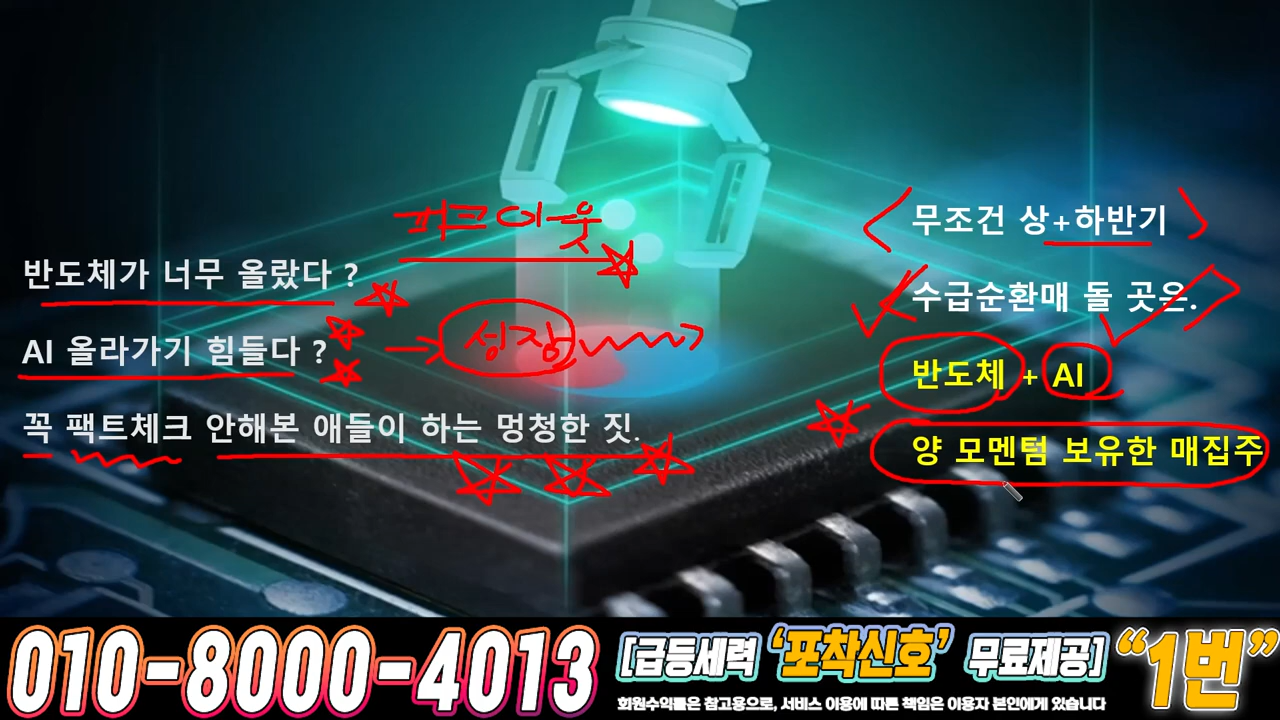 피크아웃
반도체가 너무 올랐다 ?
AI 올라가기 힘들다 ?
성장
꼭 팩트체크 안해본 애들이 하는 멍청한 짓.
무조건 상+하반기
수급순환매 돌 곳은.
반도체 + AI
양 모멘텀 보유한 매집주
010-8000-4013
[급등세력 '포착신호' 무료제공] "1번"
회원수익률은 참고용으로, 서비스 이용에 따른 책임은 이용자 본인에게 있습니다